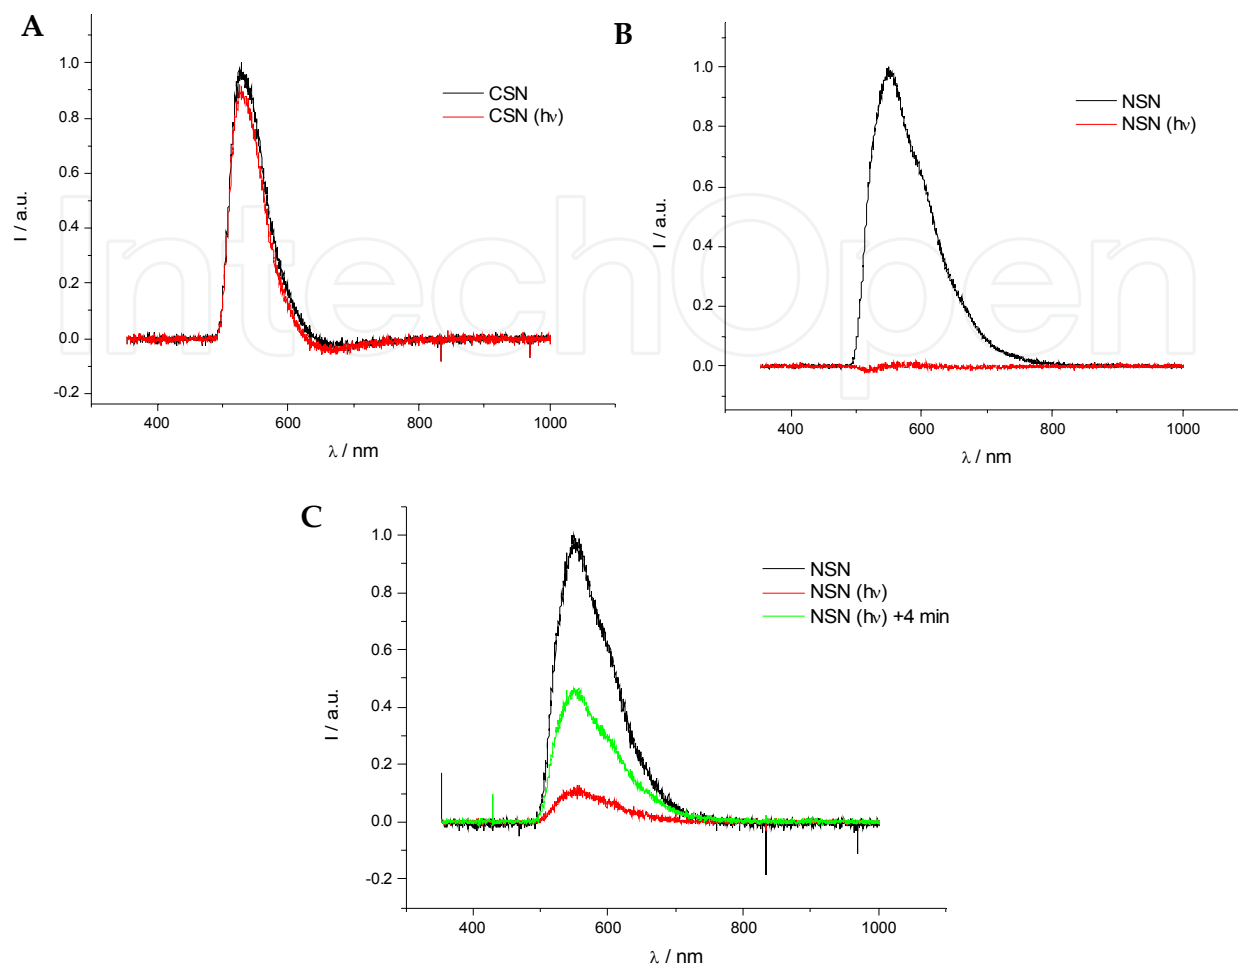 A
CSN
CSN (hν)
I / a.u.
1.0
0.8
0.6
0.4
0.2
0.0
-0.2
400
600
800
1000
λ / nm
B
NSN
NSN (hν)
I / a.u.
1.0
0.8
0.6
0.4
0.2
0.0
400
600
800
1000
λ / nm
IntechOpen
C
NSN
NSN (hν)
NSN (hν) +4 min
I / a.u.
1.0
0.8
0.6
0.4
0.2
0.0
-0.2
400
600
800
1000
λ / nm